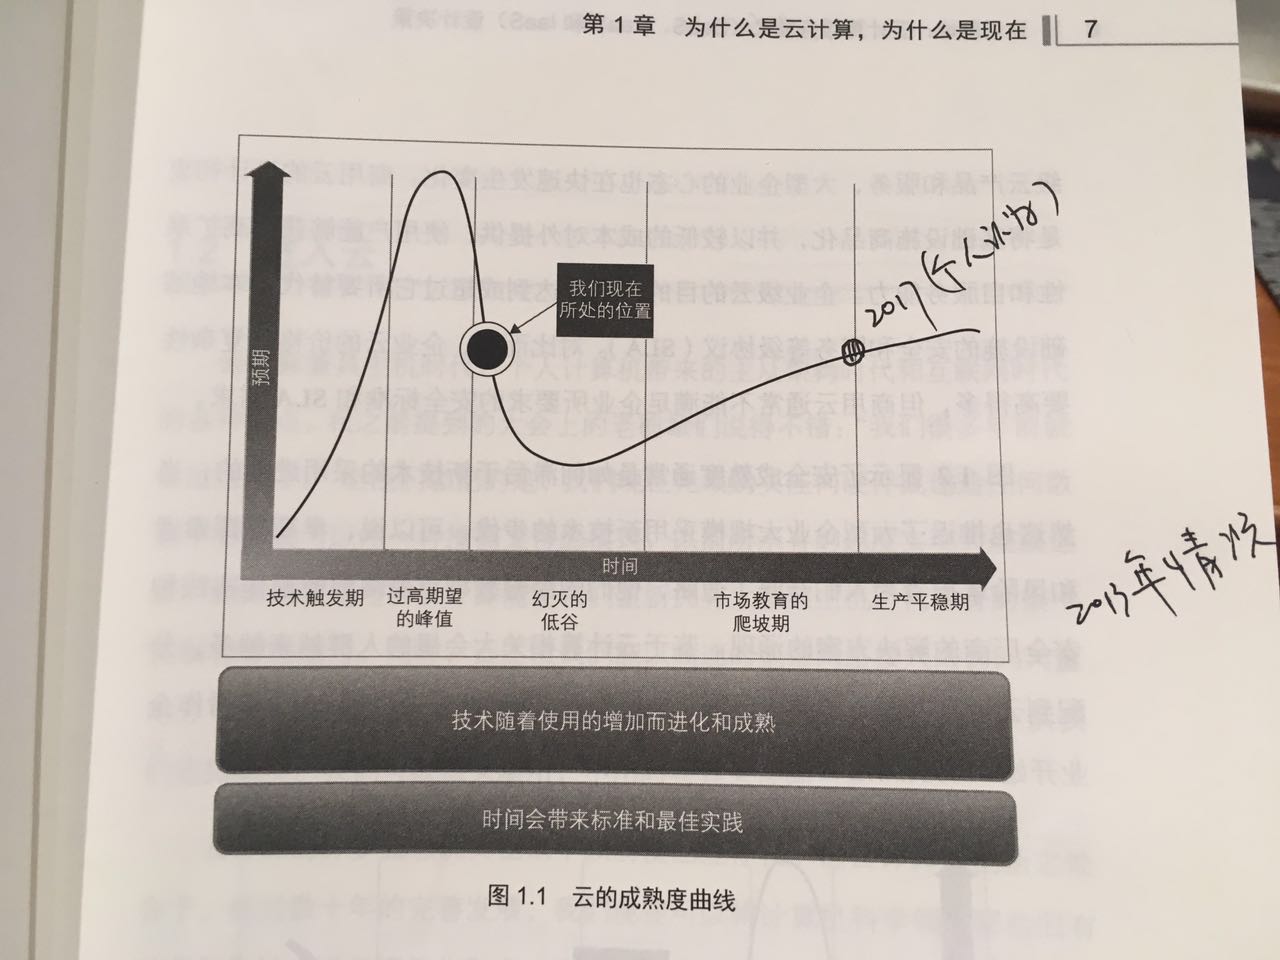 第 1 章　为什么是云计算，为什么是现在
7
我们现在
所处的位置
2017(个人认为)
预期
时间
技术触发期
过高期望
的峰值
幻灭的
低谷
市场教育的
爬坡期
生产平稳期
2013年情况
技术随着使用的增加而进化和成熟
时间会带来标准和最佳实践
图 1.1　云的成熟度曲线